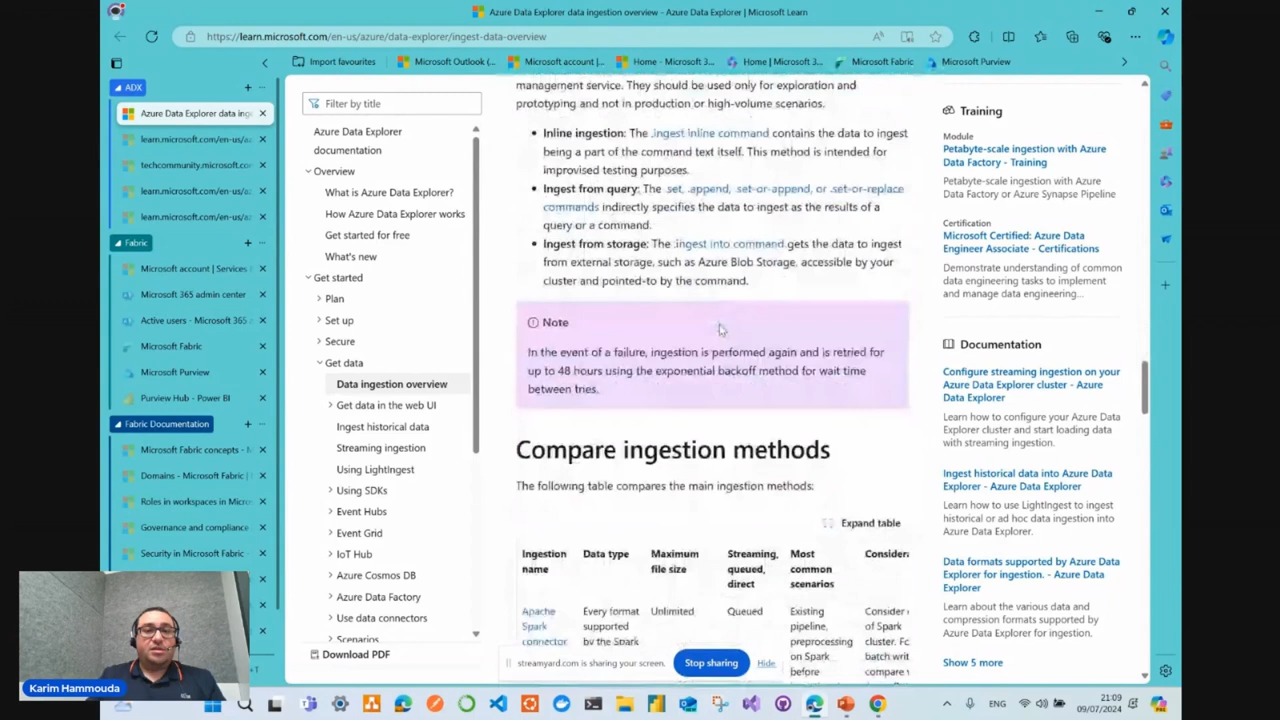 Azure Data Explorer data ingestion overview - Azure Data Explorer | Microsoft Learn
https://learn.microsoft.com/en-us/azure/data-explorer/ingest-data-overview
Import favourites
Microsoft Outlook (...
Microsoft account |...
Home - Microsoft 3...
Home | Microsoft 3...
Microsoft Fabric
Microsoft Purview
ADX
Azure Data Explorer data ing
learn.microsoft.com/en-us/az
techcommunity.microsoft.co
learn.microsoft.com/en-us/a
learn.microsoft.com/en-us/a
Fabric
Microsoft account | Services
Microsoft 365 admin center
Active users - Microsoft 365
Microsoft Fabric
Microsoft Purview
Purview Hub - Power BI
Fabric Documentation
Microsoft Fabric concepts - M
Domains - Microsoft Fabric |
Roles in workspaces in Micro
Governance and compliance
Security in Microsoft Fabric -
Filter by title
Azure Data Explorer
documentation
Overview
What is Azure Data Explorer?
How Azure Data Explorer works
Get started for free
What's new
Get started
Plan
Set up
Secure
Get data
Data ingestion overview
Get data in the web UI
Ingest historical data
Streaming ingestion
Using LightIngest
Using SDKs
Event Hubs
Event Grid
IoT Hub
Azure Cosmos DB
Azure Data Factory
Use data connectors
Scenarios
Download PDF
management service. They should be used only for exploration and
prototyping and not in production or high-volume scenarios.
Inline ingestion: The .ingest inline command contains the data to ingest
being a part of the command text itself. This method is intended for
improvised testing purposes.
Ingest from query: The .set, .append, .set-or-append, or .set-or-replace
commands indirectly specifies the data to ingest as the results of a
query or a command.
Ingest from storage: The .ingest into command gets the data to ingest
from external storage, such as Azure Blob Storage, accessible by your
cluster and pointed-to by the command.
Note
In the event of a failure, ingestion is performed again and is retried for
up to 48 hours using the exponential backoff method for wait time
between tries.
Compare ingestion methods
The following table compares the main ingestion methods:
Expand table
Ingestion name
Data type
Maximum file size
Streaming, queued, direct
Most common scenarios
Consider
Apache Spark connector
Every format supported by the Spark
Unlimited
Queued
Existing pipeline, preprocessing on Spark before
Consider of Spark cluster. Fo batch writ compare
Training
Module
Petabyte-scale ingestion with Azure
Data Factory - Training
Petabyte-scale ingestion with Azure
Data Factory or Azure Synapse Pipeline
Certification
Microsoft Certified: Azure Data
Engineer Associate - Certifications
Demonstrate understanding of common
data engineering tasks to implement
and manage data engineering...
Documentation
Configure streaming ingestion on your
Azure Data Explorer cluster - Azure
Data Explorer
Learn how to configure your Azure Data
Explorer cluster and start loading data
with streaming ingestion.
Ingest historical data into Azure Data
Explorer - Azure Data Explorer
Learn how to use LightIngest to ingest
historical or ad hoc data ingestion into
Azure Data Explorer.
Data formats supported by Azure Data
Explorer for ingestion. - Azure Data
Explorer
Learn about the various data and
compression formats supported by
Azure Data Explorer for ingestion.
Show 5 more
streamyard.com is sharing your screen.
Stop sharing
Hide
Karim Hammouda
ENG
21:09
09/07/2024